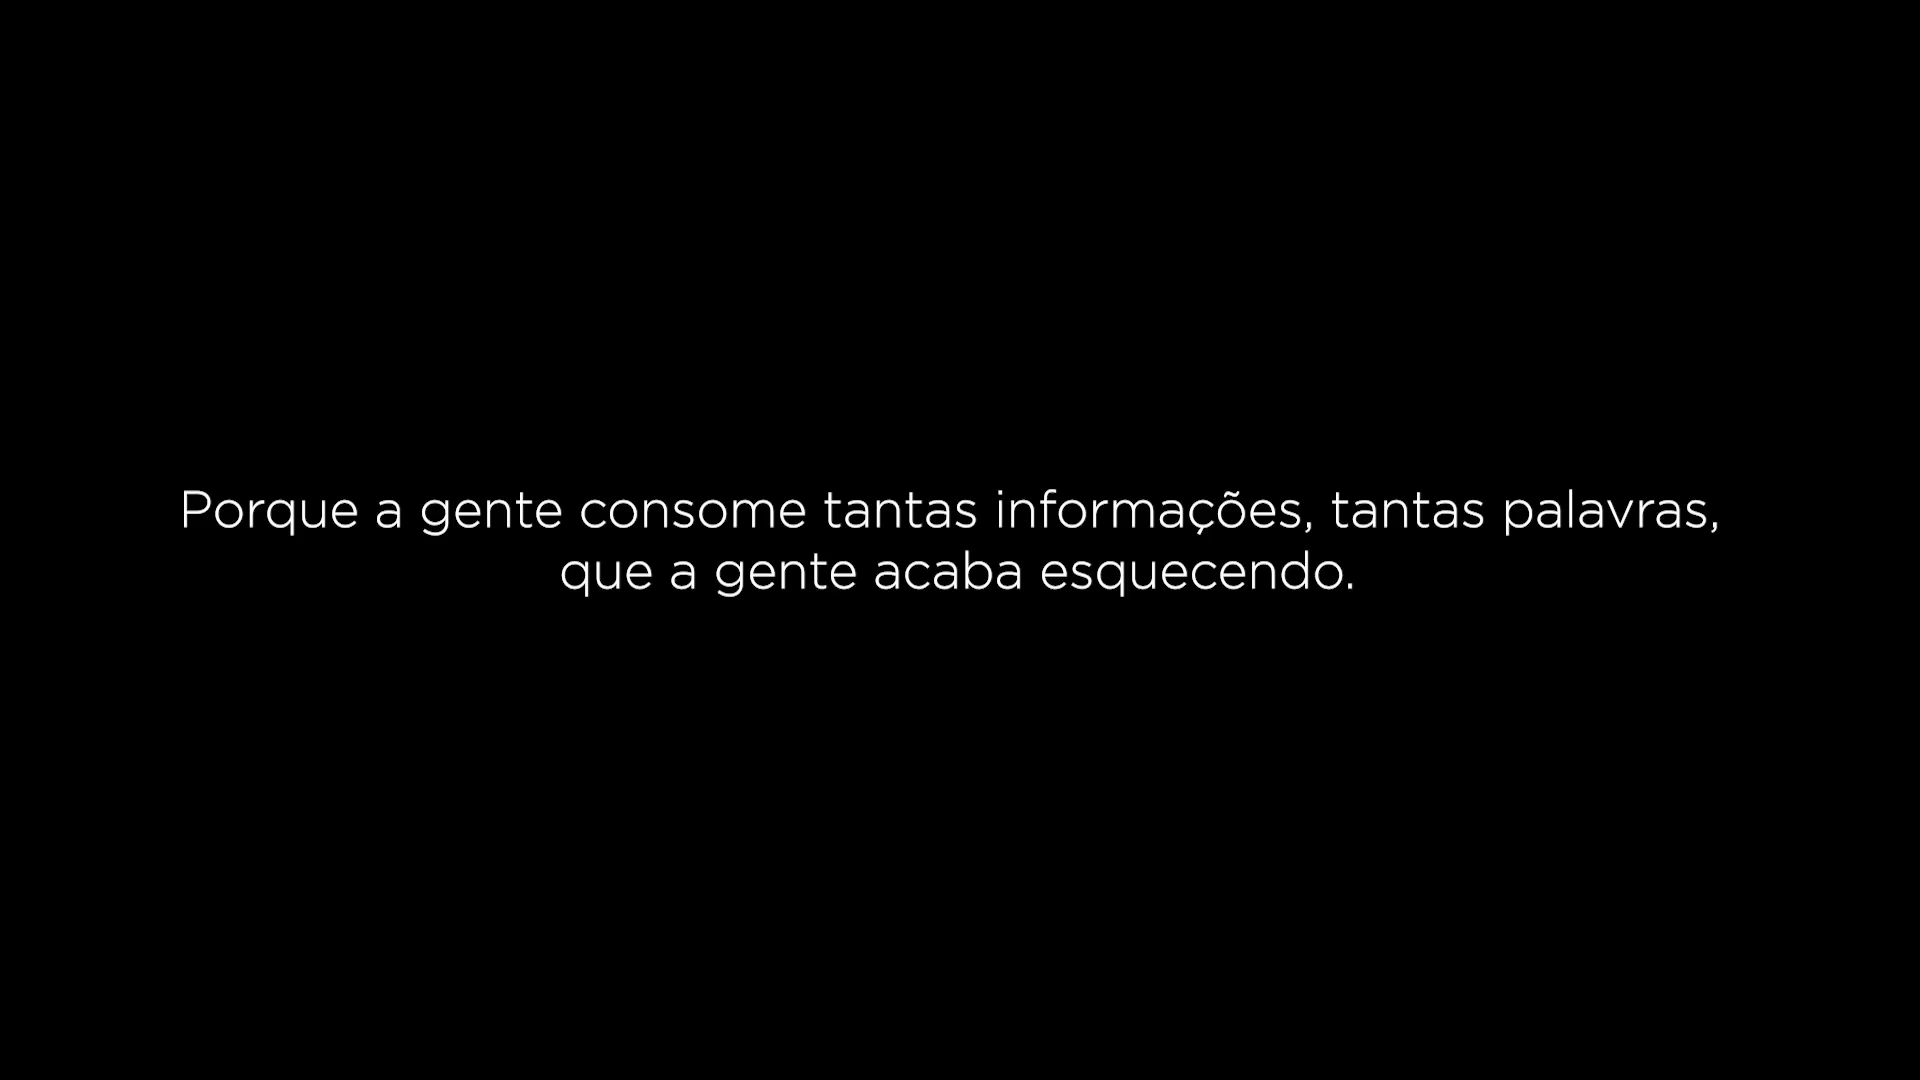 Porque a gente consome tantas informações, tantas palavras,
que a gente acaba esquecendo.